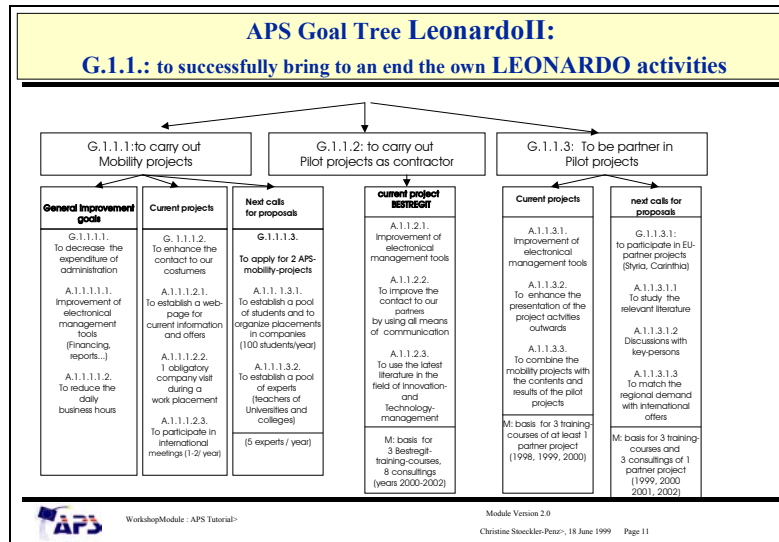 APS Goal Tree LeonardoII:
G.1.1.: to successfully bring to an end the own LEONARDO activities
G.1.1.1:to carry out
Mobility projects
G.1.1.2: to carry out
Pilot projects as contractor
G.1.1.3: To be partner in
Pilot projects
General improvement
goals
G.1.1.1.1.
To decrease the
expenditure of
administration
A.1.1.1.1.1.
Improvement of
electronical
management
tools
(Financing,
reports...)
A.1.1.1.1.2.
To reduce the
daily
business hours
Current projects
G. 1.1.1.2.
To enhance the
contact to our
costumers
A.1.1.1.2.1.
To establish a web-
page for
current information
and offers
A.1.1.1.2.2.
1 obligatory
company visit
during a
work placement
A.1.1.1.2.3.
To participate in
international
meetings (1-2/ year)
Next calls
for proposals
G.1.1.1.3.
To apply for 2 APS-
mobility-projects
A.1.1. 1.3.1.
To establish a pool
of students and to
organize placements
in companies
(100 students/year)
A.1.1.1.3.2.
To establish a pool
of experts
(teachers of
Universities and
colleges)
(5 experts / year)
current project
BESTREGIT
A.1.1.2.1.
Improvement of
electronical
management tools
A.1.1.2.2.
To improve the
contact to our
partners
by using all means
of communication
A.1.1.2.3.
To use the latest
literature in the
field of Innovation-
and
Technology-
management
M: basis for
3 Bestregit-
training-courses,
8 consultings
(years 2000-2002)
Current projects
A.1.1.3.1.
Improvement of
electronical
management tools
A.1.1.3.2.
To enhance the
presentation of the
project actvities
outwards
A.1.1.3.3.
To combine the
mobility projects with
the contents and
results of the pilot
projects
M: basis for 3 training-
courses of at least 1
partner project
(1998, 1999, 2000)
next calls for
proposals
G.1.1.3.1:
to participate in EU-
partner projects
(Styria, Carinthia)
A.1.1.3.1.1
To study the
relevant literature
A.1.1.3.1.2
Discussions with
key-persons
A.1.1.3.1.3
To match the
regional demand
with international
offers
M: basis for 3 training-
courses and
3 consultings of 1
partner project
(1999, 2000
2001, 2002)
APS
WorkshopModule : APS Tutorial>
Module Version 2.0
Christine Stoeckler-Penz>, 18 June 1999 Page 11